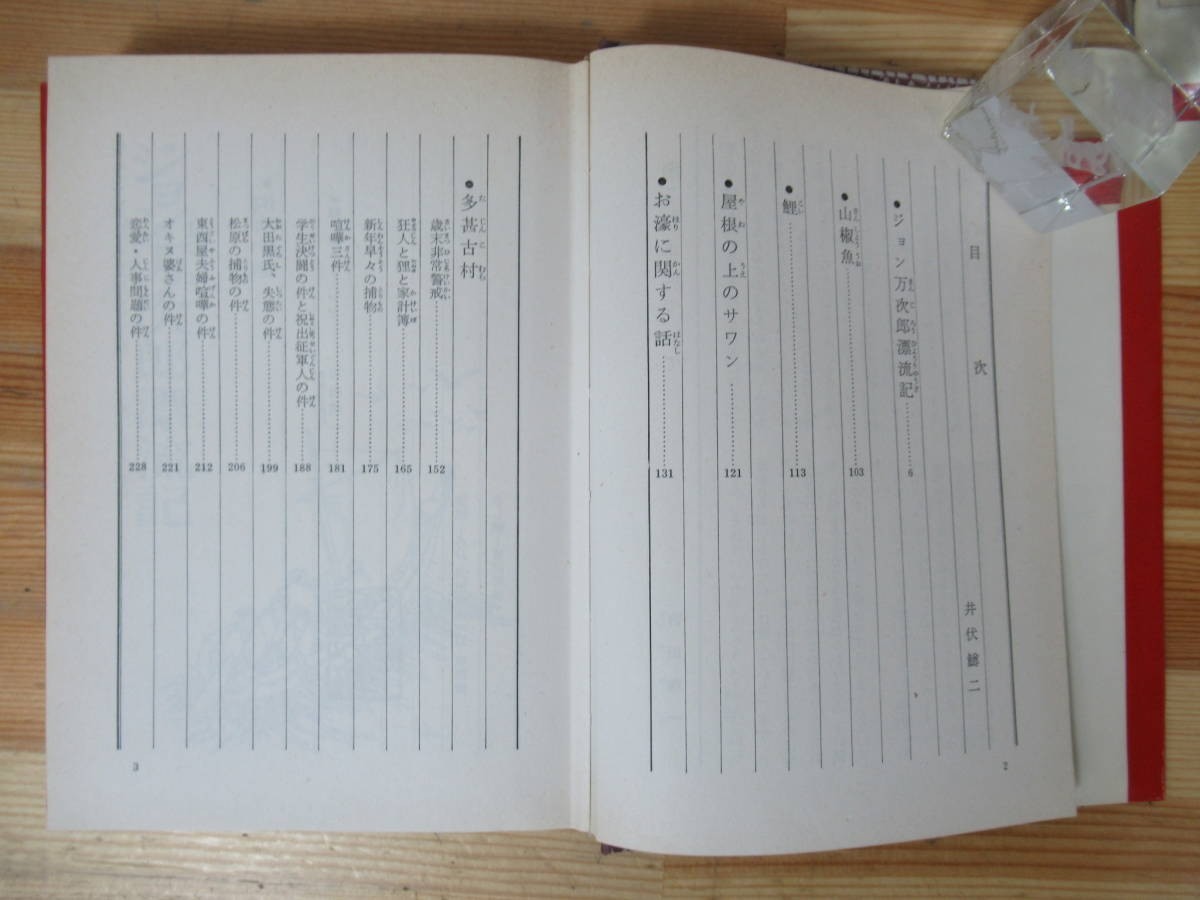 目次
井伏鱒二
●ジョン万次郎漂流記……6
●山椒魚……103
●鯉……113
●屋根の上のサワン……121
●お濠に関する話……131
2
●多甚古村
歳末非常警戒……152
狂人と狸と家計簿……165
新年早々の捕物……175
喧嘩三件……181
学生決闘の件と祝出征軍人の件……188
太田黒氏、失態の件……199
松原の捕物の件……206
東西屋夫婦喧嘩の件……212
オキヌ婆さんの件……221
恋愛・人事問題の件……228
3